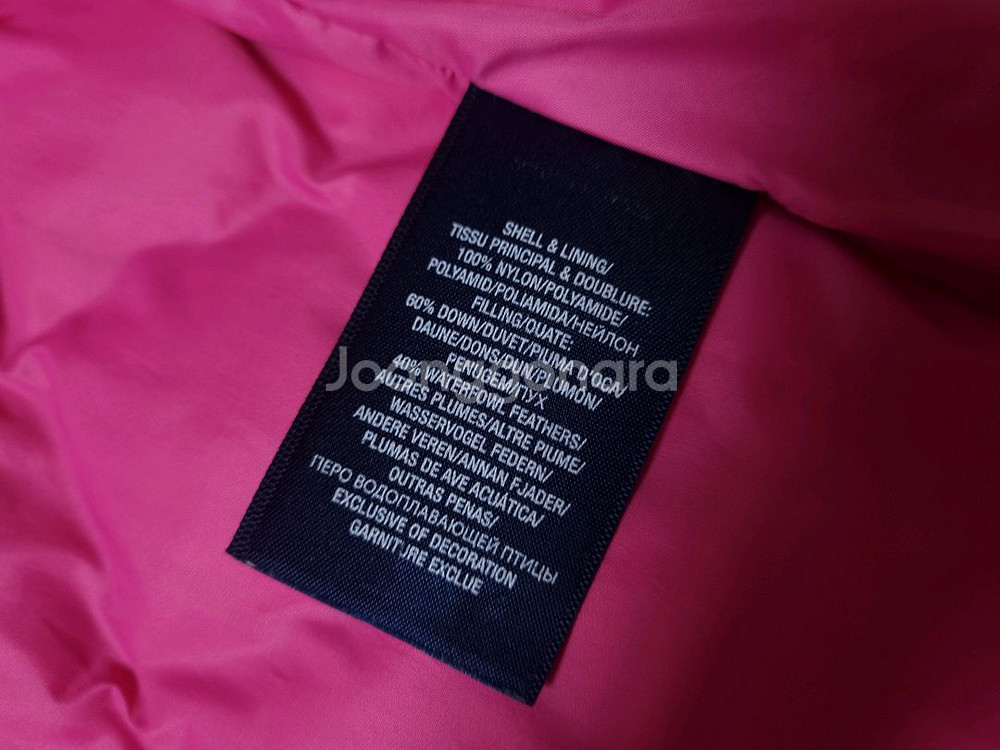 SHELL & LINING/
TISSU PRINCIPAL & DOUBLURE:
100% NYLON/POLYAMIDE/
POLYAMID/POLIAMIDA/НЕЙЛОН
FILLING/OUATE:
60% DOWN/DUVET/PIUMA D'OCA/
DAUNE/DONS/DUN/PLUMÓN/
PENUGEM/ПУХ
40% WATERFOWL FEATHERS/
AUTRES PLUMES/ALTRE PIUME/
WASSERVOGEL FEDERN/
ANDERE VEREN/ANNAN FJADER/
PLUMAS DE AVE ACUÁTICA/
OUTRAS PENAS/
ПЕРО ВОДОПЛАВАЮЩЕЙ ПТИЦЫ
EXCLUSIVE OF DECORATION
GARNITURE EXCLUE
Joonggonara